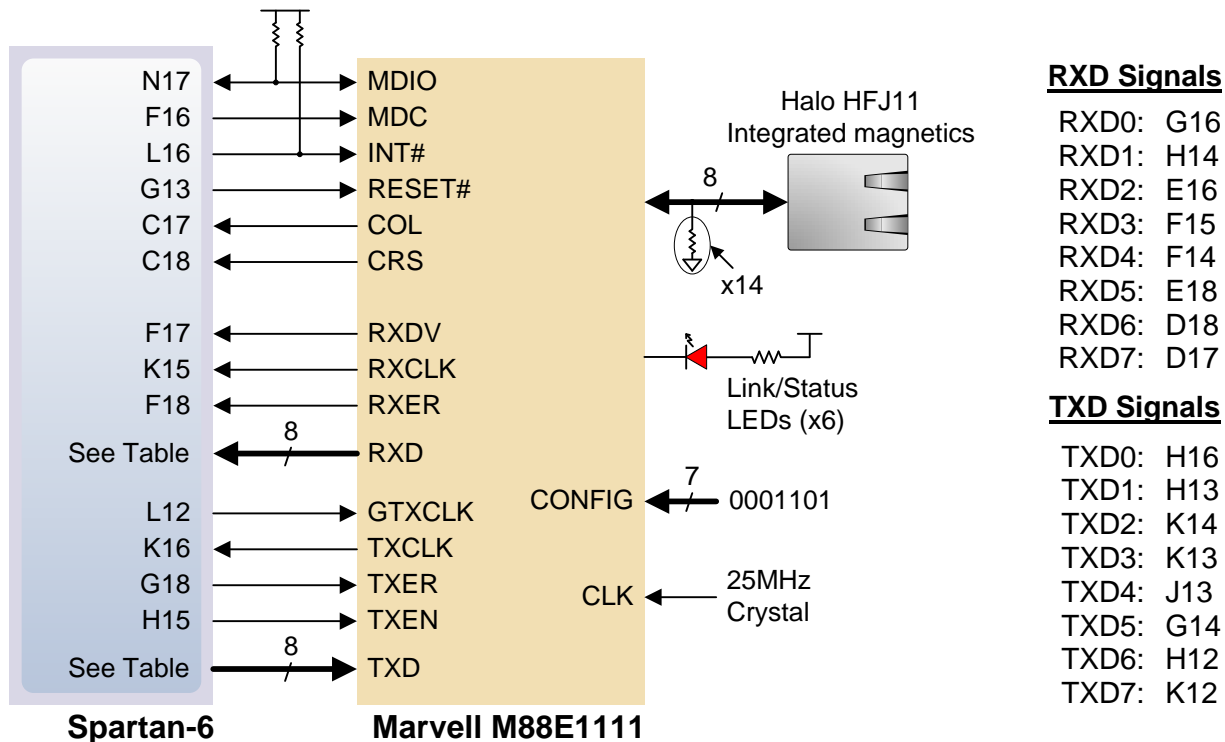 N17 MDIO
F16 MDC
L16 INT#
G13 RESET#
C17 COL
C18 CRS
F17 RXDV
K15 RXCLK
F18 RXER
8
See Table RXD
L12 GTXCLK
K16 TXCLK
G18 TXER
H15 TXEN
8
See Table TXD
Spartan-6
Marvell M88E1111
Halo HFJ11
Integrated magnetics
8
x14
Link/Status
LEDs (x6)
7
CONFIG 0001101
CLK
25MHz
Crystal
RXD Signals
RXD0: G16
RXD1: H14
RXD2: E16
RXD3: F15
RXD4: F14
RXD5: E18
RXD6: D18
RXD7: D17
TXD Signals
TXD0: H16
TXD1: H13
TXD2: K14
TXD3: K13
TXD4: J13
TXD5: G14
TXD6: H12
TXD7: K12